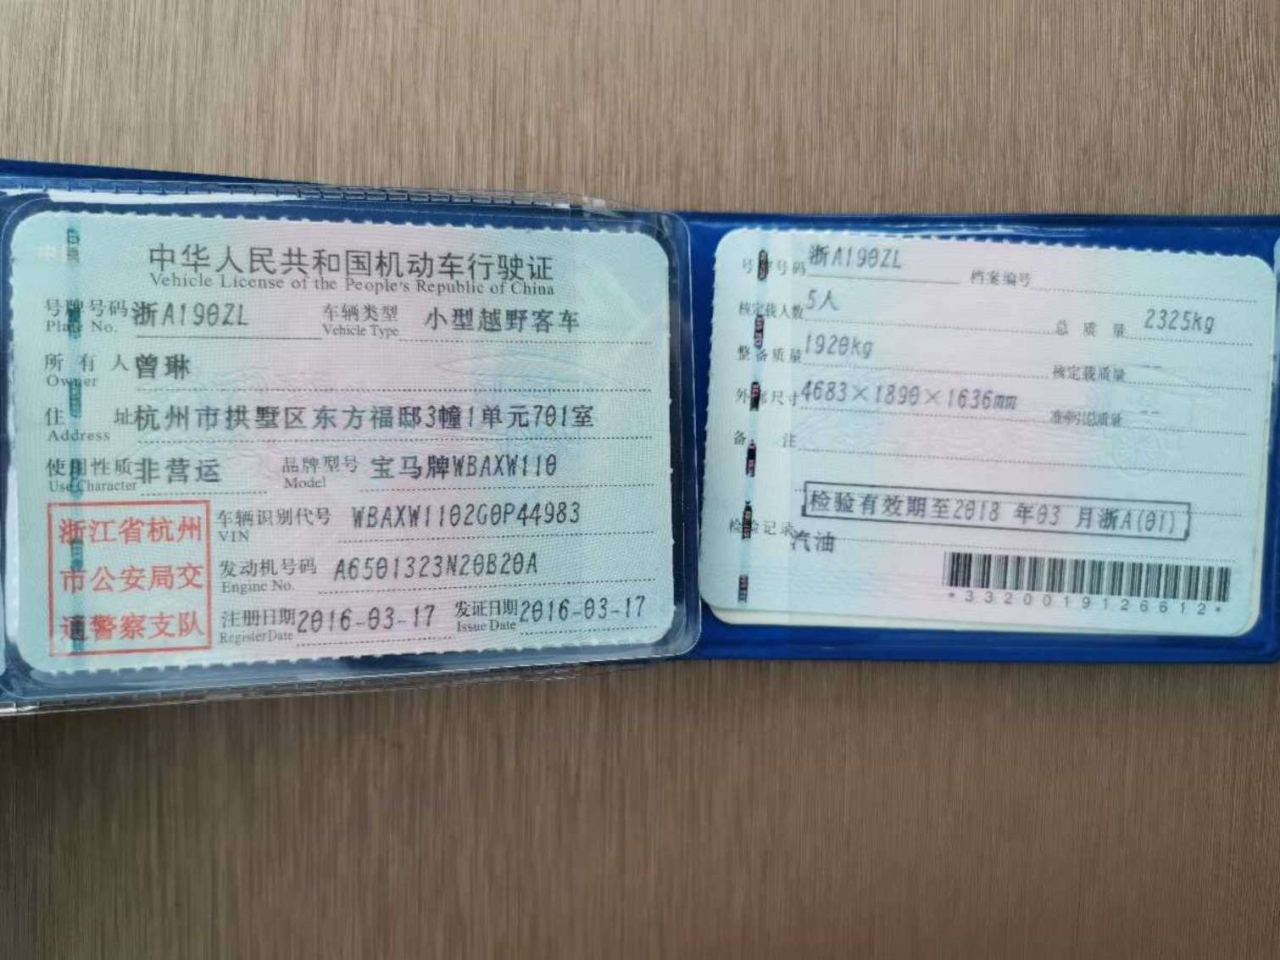 中华人民共和国机动车行驶证
Vehicle License of the People's Republic of China
号牌号码 浙A190ZL 车辆类型 小型越野客车
Plate No. Vehicle Type
所有人 曾琳
Owner
住址 杭州市拱墅区东方福邸3幢1单元701室
Address
使用性质 非营运 品牌型号 宝马牌WBAXW110
Use Character Model
浙江省杭州
市公安局交
通警察支队
车辆识别代号 WBAXW1102G0P44983
VIN
发动机号码 A6501323N20B20A
Engine No.
注册日期 2016-03-17 发证日期 2016-03-17
Register Date Issue Date
号牌号码 浙A190ZL 档案编号
核定载人数 5人 总质量 2325kg
整备质量 1920kg 核定载质量 --
外廓尺寸 4683×1890×1636mm 准牵引总质量 --
备注
检验有效期至2018 年03 月浙A(01)
检验记录 汽油
*3320019126612*